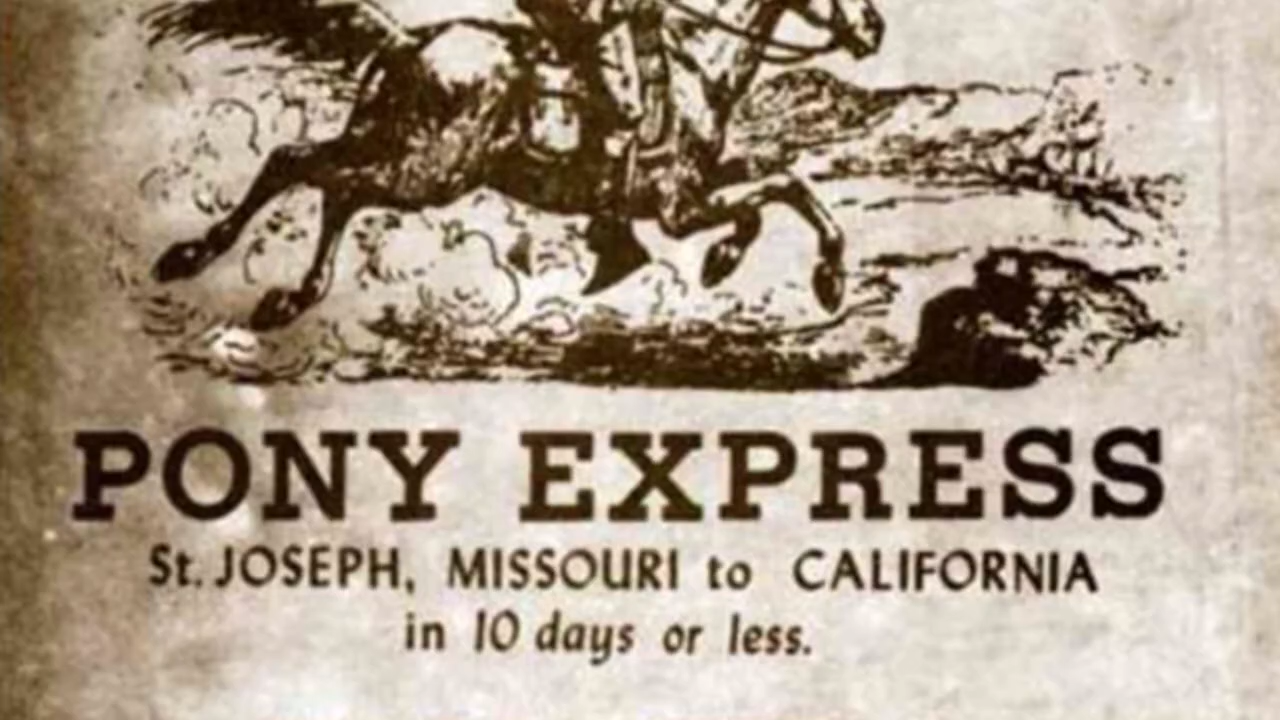 PONY EXPRESS
St. JOSEPH, MISSOURI to CALIFORNIA
in 10 days or less.